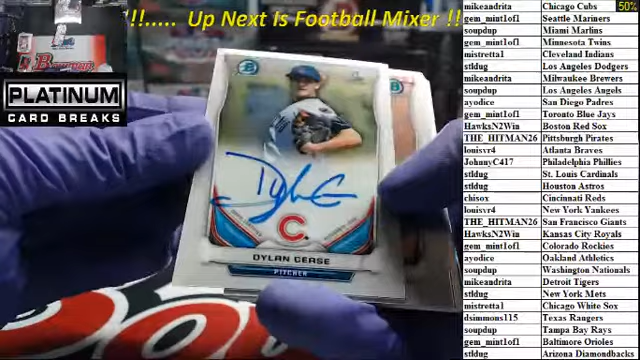 !!..... Up Next Is Football Mixer !!
50%
PLATINUM
CARD BREAKS
Bowman
DylC
C
DYLAN CEASE
PITCHER
mikeandrita Chicago Cubs
gem_mint1of1 Seattle Mariners
soupdup Miami Marlins
gem_mint1of1 Minnesota Twins
mistretta1 Cleveland Indians
stldug Los Angeles Dodgers
mikeandrita Milwaukee Brewers
soupdup Los Angeles Angels
ayodice San Diego Padres
gem_mint1of1 Toronto Blue Jays
HawksN2Win Boston Red Sox
THE_HITMAN26 Pittsburgh Pirates
louisvr4 Atlanta Braves
JohnnyC417 Philadelphia Phillies
stldug St. Louis Cardinals
stldug Houston Astros
chisox Cincinnati Reds
louisvr4 New York Yankees
THE_HITMAN26 San Francisco Giants
HawksN2Win Kansas City Royals
gem_mint1of1 Colorado Rockies
ayodice Oakland Athletics
soupdup Washington Nationals
mikeandrita Detroit Tigers
stldug New York Mets
mistretta1 Chicago White Sox
dsimmons115 Texas Rangers
soupdup Tampa Bay Rays
gem_mint1of1 Baltimore Orioles
stldug Arizona Diamondbacks